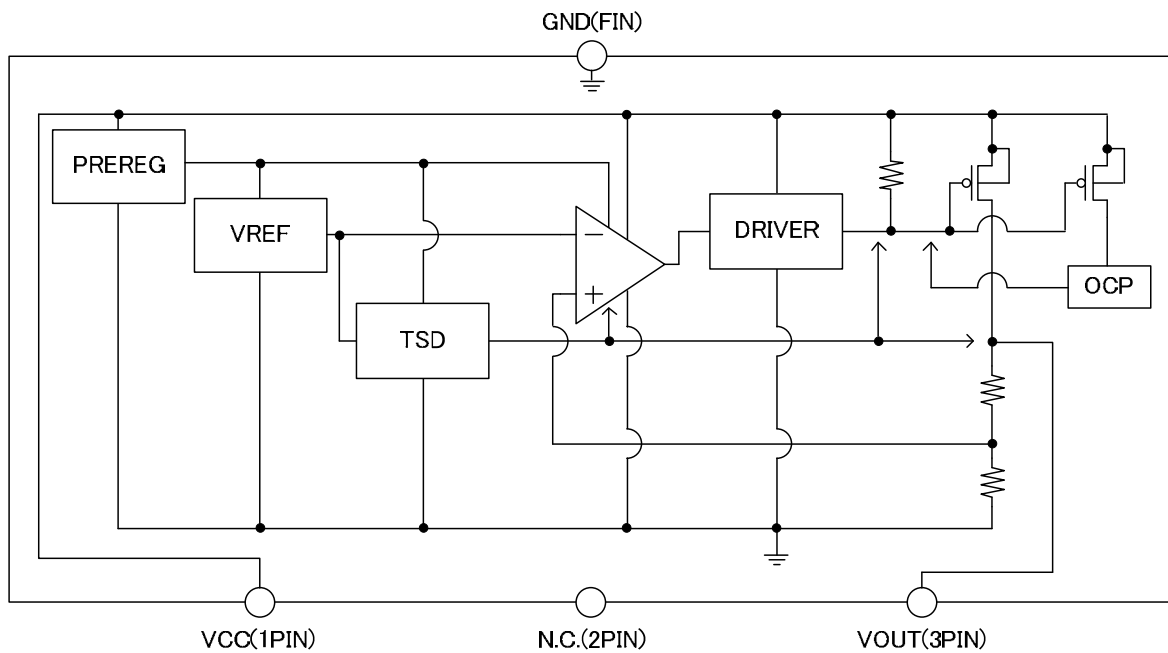 GND(FIN)
PREREG
VREF
−
+
DRIVER
OCP
TSD
VCC(1PIN)
N.C.(2PIN)
VOUT(3PIN)